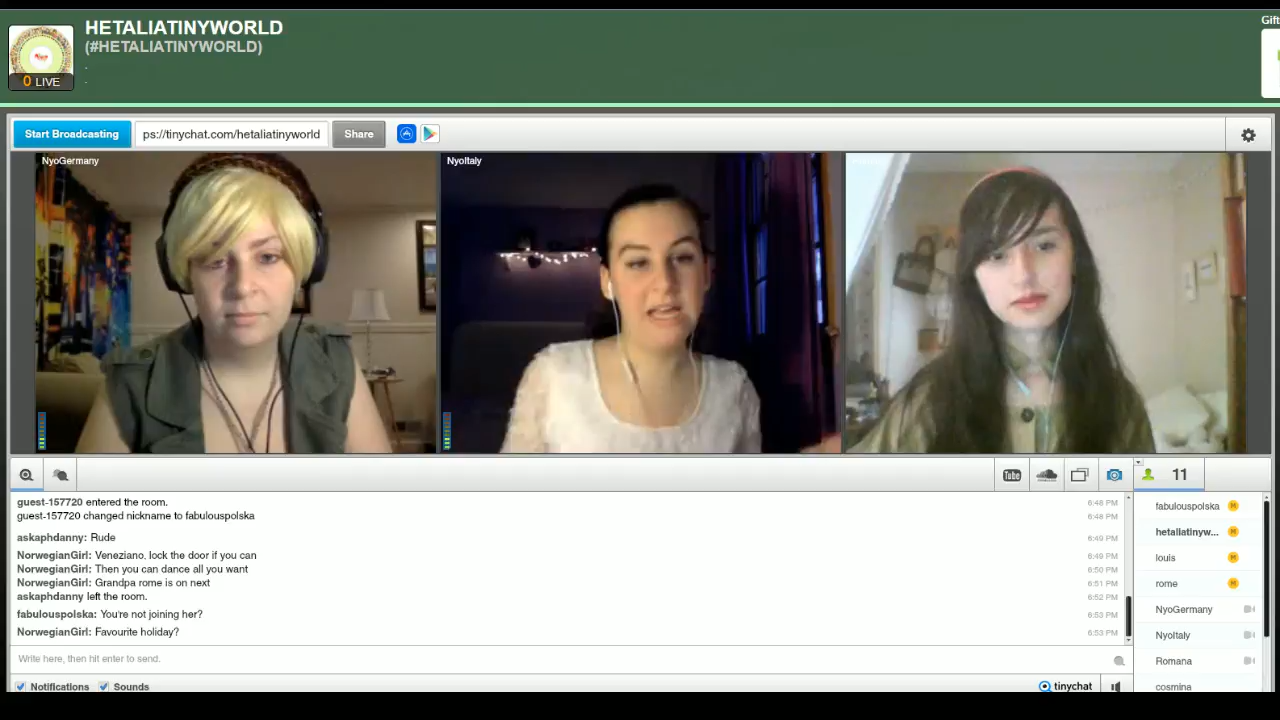 HETALIATINYWORLD
(#HETALIATINYWORLD)
0 LIVE
Gift
Start Broadcasting
ps://tinychat.com/hetaliatinyworld
Share
NyoGermany
NyoItaly
You Tube
11
guest-157720 entered the room. 6:48 PM
guest-157720 changed nickname to fabulouspolska 6:48 PM
askaphdanny: Rude 6:49 PM
NorwegianGirl: Veneziano, lock the door if you can 6:49 PM
NorwegianGirl: Then you can dance all you want 6:50 PM
NorwegianGirl: Grandpa rome is on next 6:51 PM
askaphdanny left the room. 6:52 PM
fabulouspolska: You're not joining her? 6:53 PM
NorwegianGirl: Favourite holiday? 6:53 PM
Write here, then hit enter to send.
Notifications
Sounds
tinychat
fabulouspolska
hetaliatinyw...
louis
rome
NyoGermany
NyoItaly
Romana
cosmina